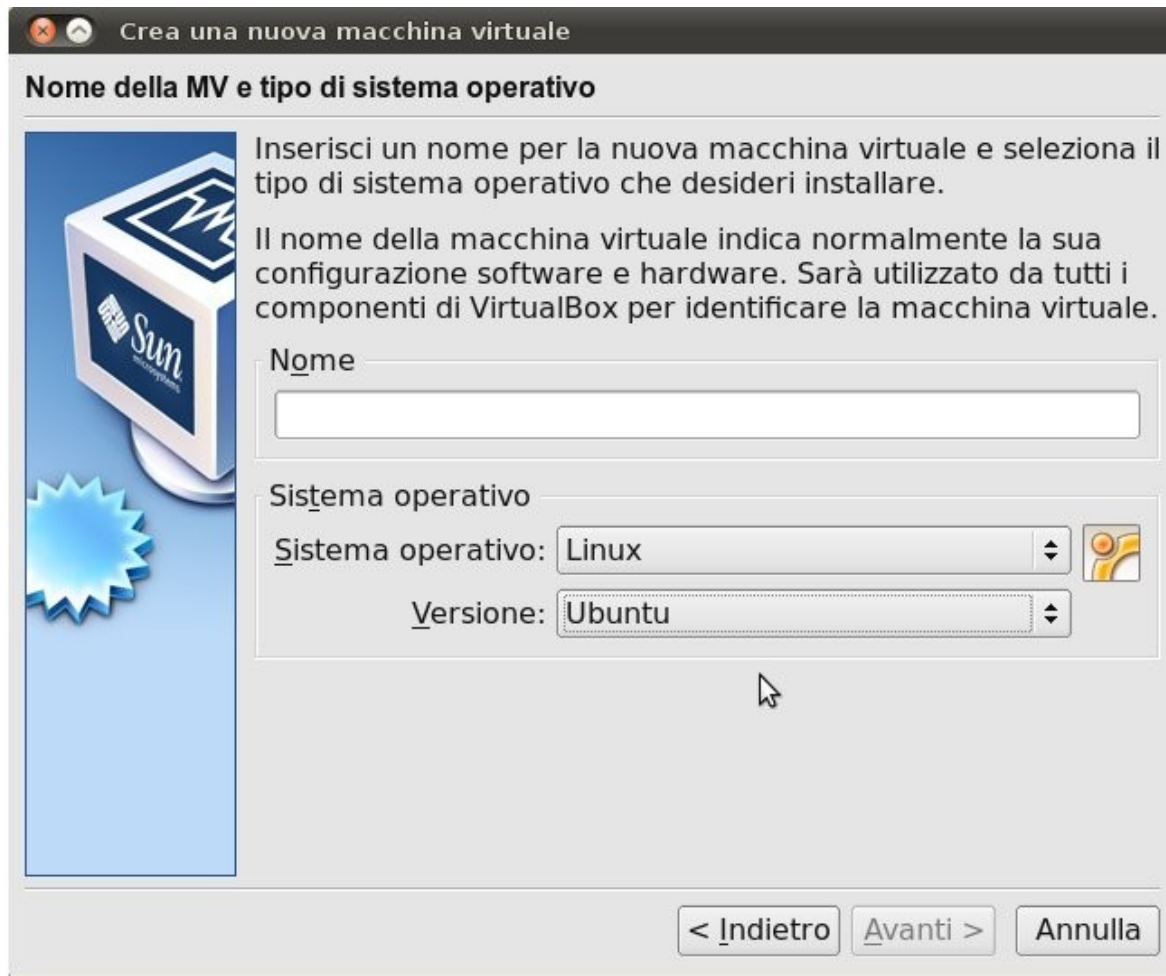 Crea una nuova macchina virtuale
Nome della MV e tipo di sistema operativo
Inserisci un nome per la nuova macchina virtuale e seleziona il
tipo di sistema operativo che desideri installare.
Il nome della macchina virtuale indica normalmente la sua
configurazione software e hardware. Sarà utilizzato da tutti i
componenti di VirtualBox per identificare la macchina virtuale.
Sun
microsystems
Nome
Sistema operativo
Sistema operativo: Linux
Versione: Ubuntu
< Indietro
Avanti >
Annulla